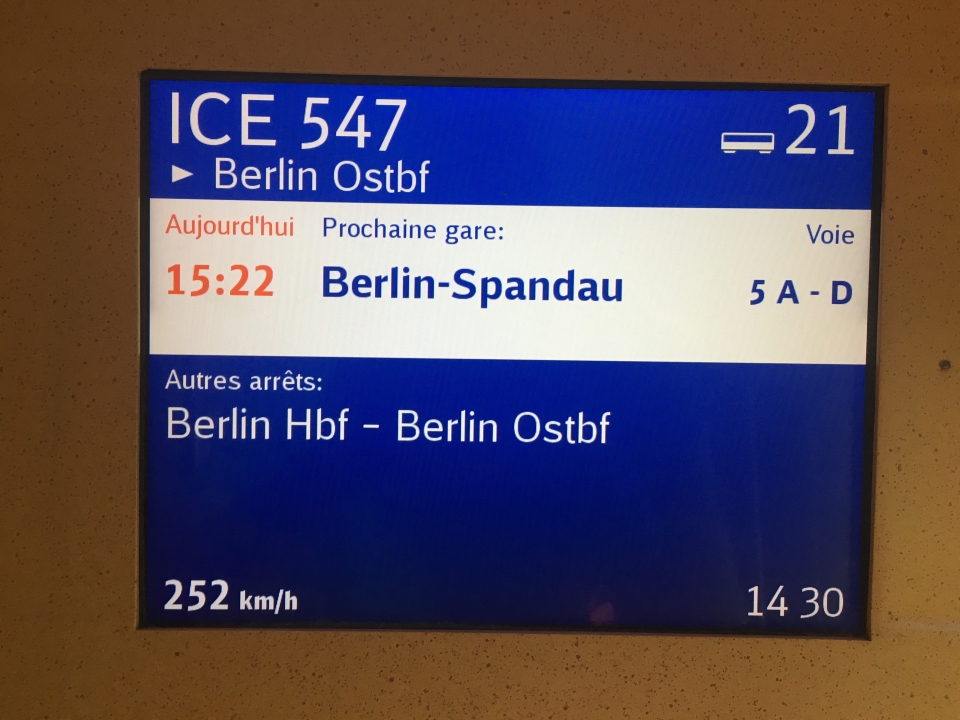 ICE 547
21
Berlin Ostbf
Aujourd'hui Prochaine gare: Voie
15:22 Berlin-Spandau 5 A - D
Autres arrêts:
Berlin Hbf – Berlin Ostbf
252 km/h
14 30